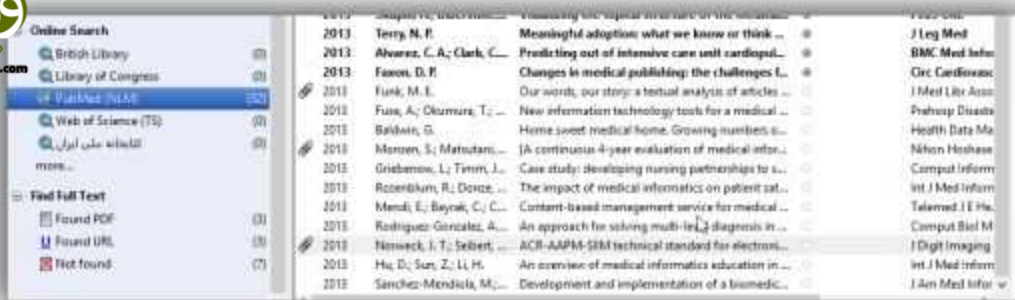 Online Search
British Library (0)
Library of Congress (0)
PubMed (NLM) (52)
Web of Science (TS) (0)
کتابخانه ملی ایران (0)
more...
Find Full Text
Found PDF (3)
Found URL (3)
Not found (7)
.com
2013 Terry, N. P. Meaningful adoption: what we know or think ... J Leg Med
2013 Alvarez, C. A.; Clark, C.... Predicting out of intensive care unit cardiopul... BMC Med Infor
2013 Faxon, D. P. Changes in medical publishing: the challenges f... Circ Cardiovasc
2013 Funk, M. E. Our words, our story: a textual analysis of articles ... J Med Libr Asso
2013 Fuse, A.; Okumura, T.; ... New information technology tools for a medical ... Prehosp Disaste
2013 Baldwin, G. Home sweet medical home. Growing numbers o... Health Data Ma
2013 Monzen, S.; Matsutani, ... [A continuous 4-year evaluation of medical infor... Nihon Hoshase
2013 Griebenow, L.; Timm, J.... Case study: developing nursing partnerships to s... Comput Inform
2013 Rozenblum, R.; Donze, ... The impact of medical informatics on patient sat... Int J Med Inform
2013 Mendi, E.; Bayrak, C.; C... Content-based management service for medical ... Telemed J E He.
2013 Rodriguez-Gonzalez, A.... An approach for solving multi-level diagnosis in ... Comput Biol M
2013 Norweck, J. T.; Seibert, ... ACR-AAPM-SIIM technical standard for electroni... J Digit Imaging
2013 Hu, D.; Sun, Z.; Li, H. An overview of medical informatics education in ... Int J Med Inform
2013 Sanchez-Mendiola, M.;... Development and implementation of a biomedic... J Am Med Infor